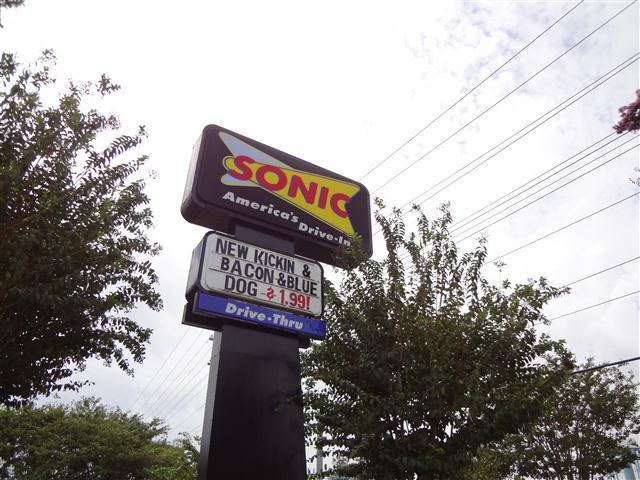 SONIC
America's Drive-In
NEW KICKIN &
BACON & BLUE
DOG $1.99!
Drive-Thru